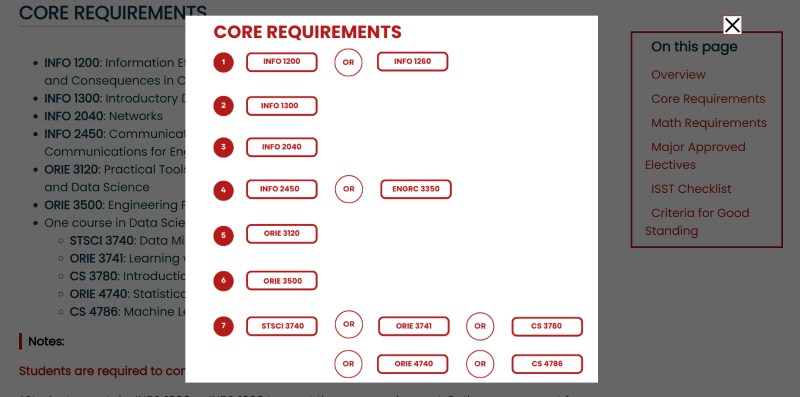 CORE REQUIREMENTS
INFO 1200: Information
and Consequences in C
INFO 1300: Introductory
INFO 2040: Networks
INFO 2450: Communicat
Communications for Eng
ORIE 3120: Practical Tools
and Data Science
ORIE 3500: Engineering
One course in Data Scie
STSCI 3740: Data Mi
ORIE 3741: Learning
CS 3780: Introductio
ORIE 4740: Statistica
CS 4786: Machine Le
Notes:
Students are required to con
CORE REQUIREMENTS
1 INFO 1200 OR INFO 1260
2 INFO 1300
3 INFO 2040
4 INFO 2450 OR ENGRC 3350
5 ORIE 3120
6 ORIE 3500
7 STSCI 3740 OR ORIE 3741 OR CS 3780
OR ORIE 4740 OR CS 4786
On this page
Overview
Core Requirements
Math Requirements
Major Approved
Electives
ISST Checklist
Criteria for Good
Standing